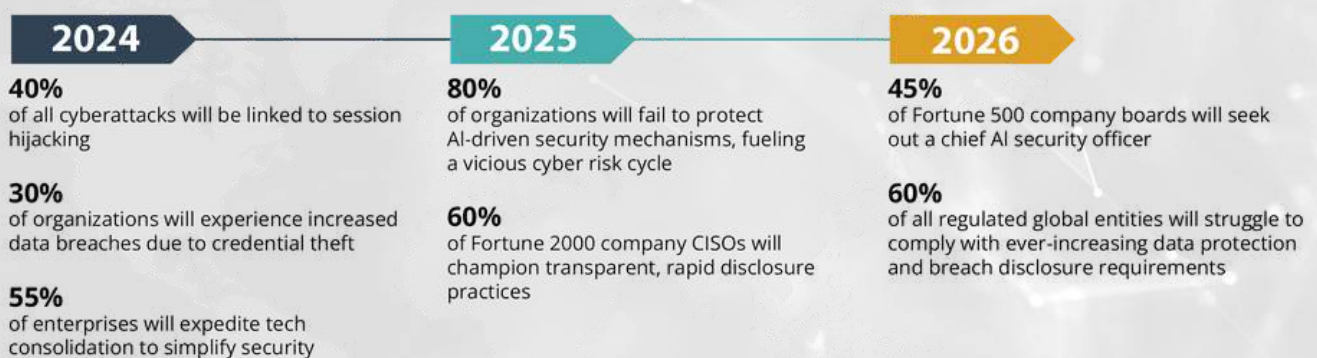 2024
40%
of all cyberattacks will be linked to session
hijacking
30%
of organizations will experience increased
data breaches due to credential theft
55%
of enterprises will expedite tech
consolidation to simplify security
2025
80%
of organizations will fail to protect
AI-driven security mechanisms, fueling
a vicious cyber risk cycle
60%
of Fortune 2000 company CISOs will
champion transparent, rapid disclosure
practices
2026
45%
of Fortune 500 company boards will seek
out a chief AI security officer
60%
of all regulated global entities will struggle to
comply with ever-increasing data protection
and breach disclosure requirements